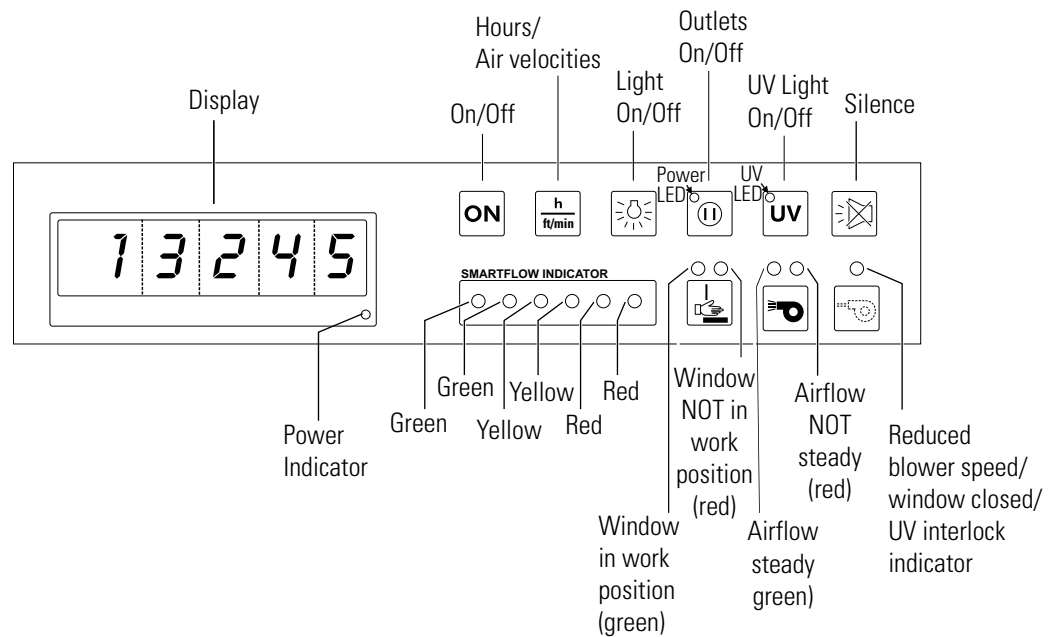 Hours/
Air velocities
Outlets
On/Off
Light
On/Off
UV Light
On/Off
Display
On/Off
Silence
Power
LED
UV
LED
ON
h
ft/min
UV
13245
SMARTFLOW INDICATOR
Green
Green
Yellow
Yellow
Red
Red
Power
Indicator
Window
NOT in
work
position
(red)
Airflow
NOT
steady
(red)
Reduced
blower speed/
window closed/
UV interlock
indicator
Window
in work
position
(green)
Airflow
steady
green)